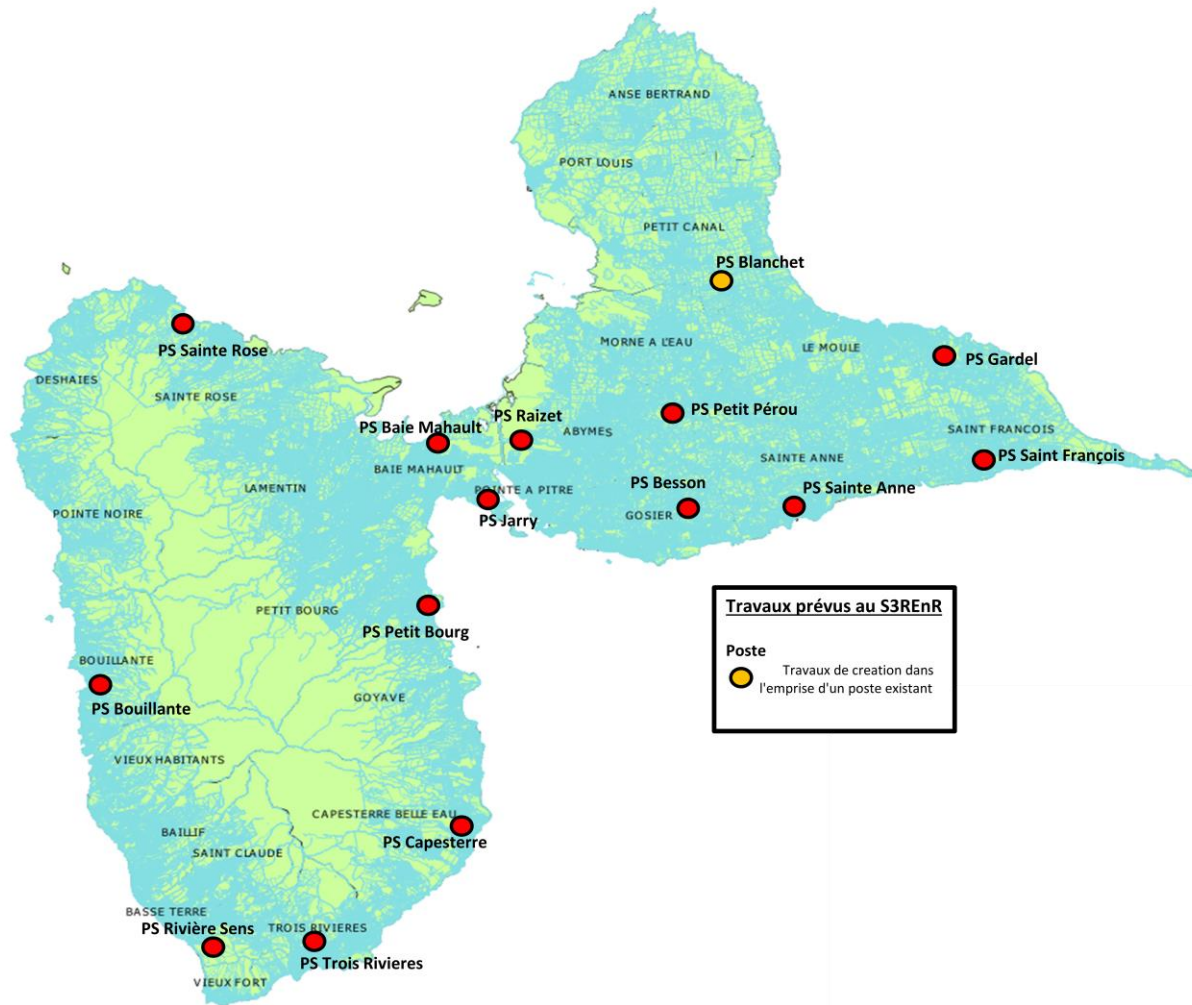 ANSE BERTRAND
PORT LOUIS
PETIT CANAL
PS Blanchet
PS Sainte Rose
MORNE A L'EAU
LE MOULE
PS Gardel
DESHAIES
SAINTE ROSE
PS Baie Mahault
PS Raizet
ABYMES
PS Petit Pérou
SAINT FRANCOIS
PS Saint François
BAIE MAHAULT
SAINTE ANNE
LAMENTIN
POINTE A PITRE
PS Besson
PS Sainte Anne
POINTE NOIRE
PS Jarry
GOSIER
PETIT BOURG
PS Petit Bourg
Travaux prévus au S3REnR
Poste
Travaux de creation dans
l'emprise d'un poste existant
BOUILLANTE
PS Bouillante
GOYAVE
VIEUX HABITANTS
CAPESTERRE BELLE EAU
PS Capesterre
BAILLIF
SAINT CLAUDE
BASSE TERRE
PS Rivière Sens
TROIS RIVIERES
PS Trois Rivieres
VIEUX FORT